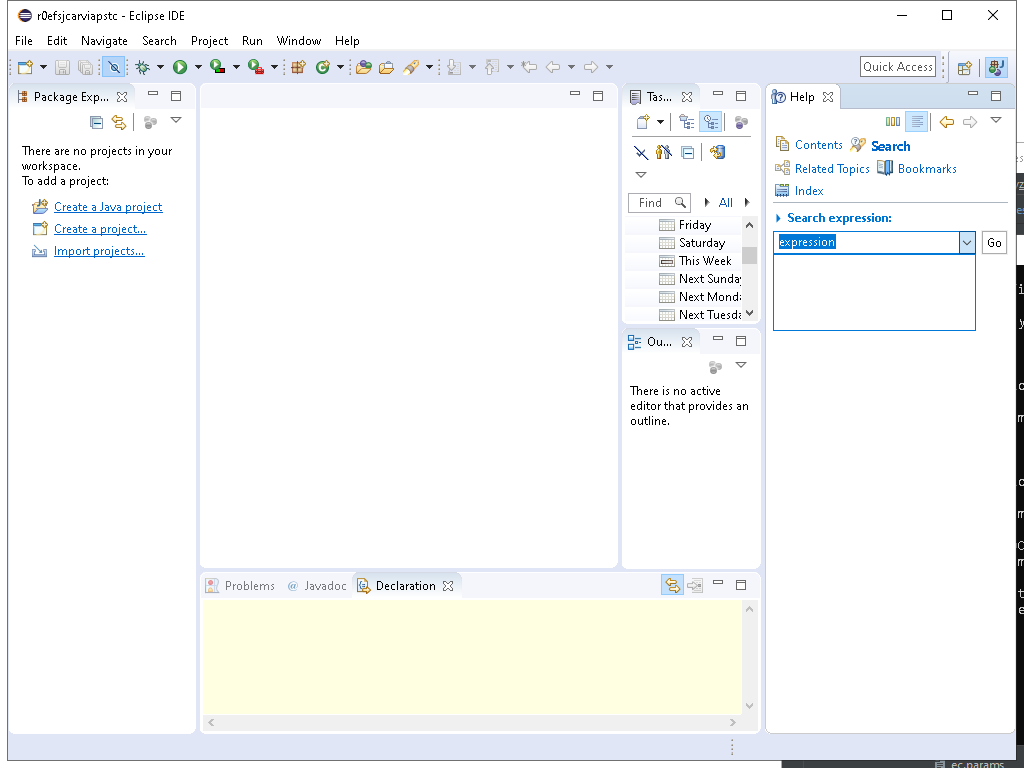 r0efsjcarviapstc - Eclipse IDE
File Edit Navigate Search Project Run Window Help
Quick Access
Package Exp...
There are no projects in your
workspace.
To add a project:
Create a Java project
Create a project...
Import projects...
Tas...
Find
All
Friday
Saturday
This Week
Next Sunday
Next Monda
Next Tuesda
Ou...
There is no active
editor that provides an
outline.
Problems
@ Javadoc
Declaration
Help
Contents
Search
Related Topics
Bookmarks
Index
Search expression:
expression
Go
ec.params